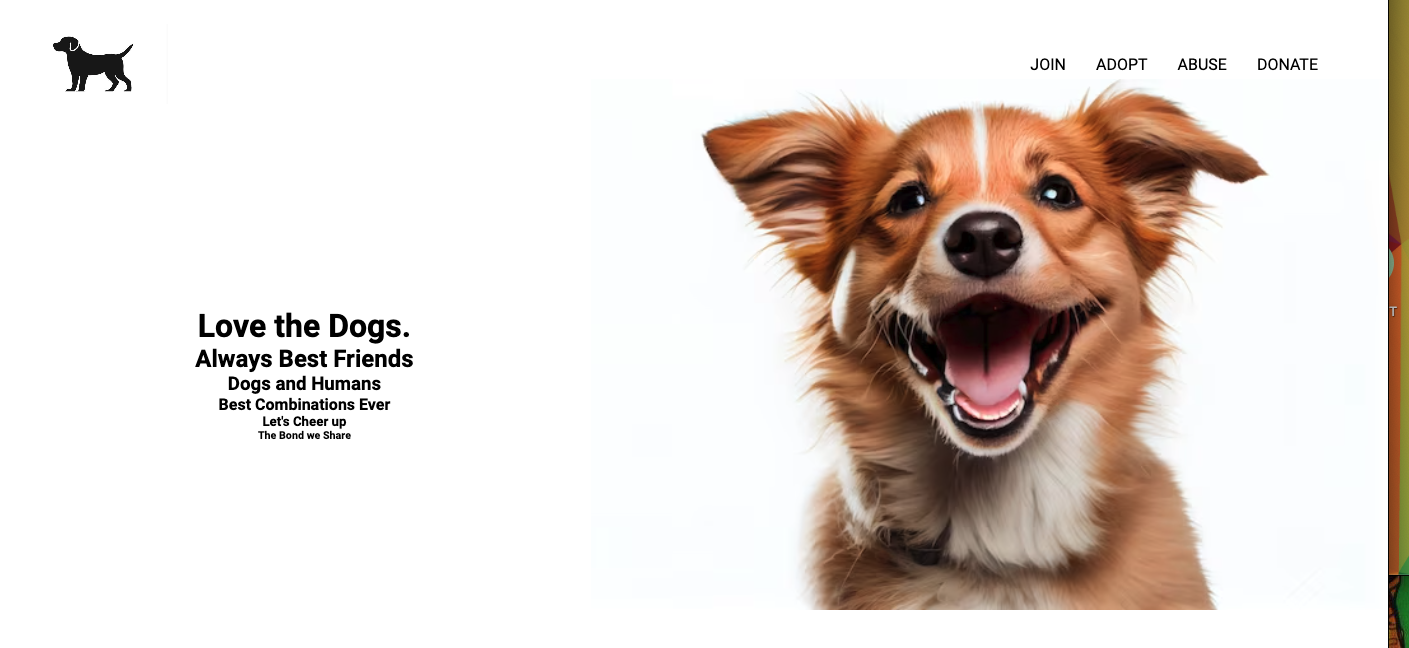 JOIN ADOPT ABUSE DONATE
Love the Dogs.
Always Best Friends
Dogs and Humans
Best Combinations Ever
Let's Cheer up
The Bond we Share
T